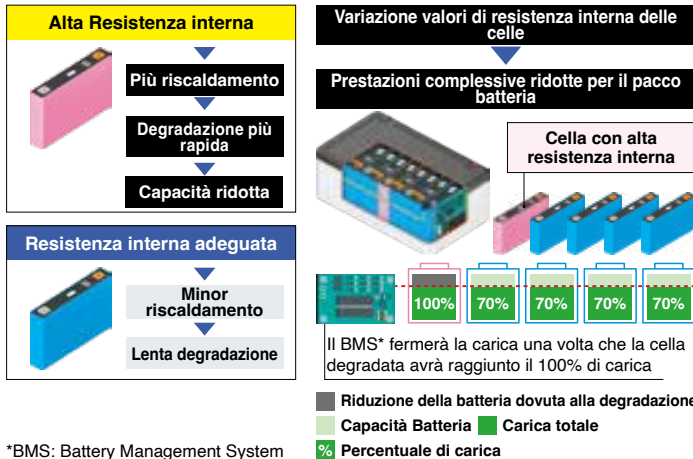 Alta Resistenza interna
Più riscaldamento
Degradazione più
rapida
Capacità ridotta
Resistenza interna adeguata
Minor
riscaldamento
Lenta degradazione
*BMS: Battery Management System
Variazione valori di resistenza interna delle
celle
Prestazioni complessive ridotte per il pacco
batteria
Cella con alta
resistenza interna
100% 70% 70% 70% 70%
Il BMS* fermerà la carica una volta che la cella
degradata avrà raggiunto il 100% di carica
Riduzione della batteria dovuta alla degradazione
Capacità Batteria Carica totale
% Percentuale di carica